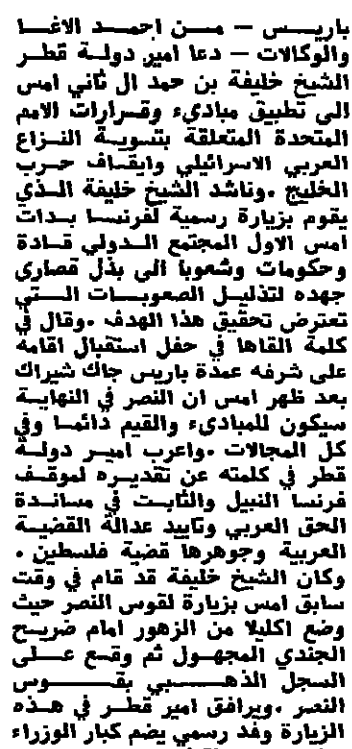 باريس - من احمد الاغا
والوكالات - دعا امير دولة قطر
الشيخ خليفة بن حمد ال ثاني امس
الى تطبيق مباديء وقرارات الامم
المتحدة المتعلقة بتسوية النزاع
العربي الاسرائيلي وايقاف حرب
الخليج .وناشد الشيخ خليفة الذي
يقوم بزيارة رسمية لفرنسا بدات
امس الاول المجتمع الدولي قادة
وحكومات وشعوبا الى بذل قصارى
جهده لتذليل الصعوبات التي
تعترض تحقيق هذا الهدف .وقال في
كلمة القاها في حفل استقبال اقامه
على شرفه عمدة باريس جاك شيراك
بعد ظهر امس ان النصر في النهاية
سيكون للمباديء والقيم دائما وفي
كل المجالات .واعرب امير دولة
قطر في كلمته عن تقديره لموقف
فرنسا النبيل والثابت في مساندة
الحق العربي وتاييد عدالة القضية
العربية وجوهرها قضية فلسطين .
وكان الشيخ خليفة قد قام في وقت
سابق امس بزيارة لقوس النصر حيث
وضع اكليلا من الزهور امام ضريح
الجندي المجهول ثم وقع على
السجل الذهبي بقوس
النصر .ويرافق امير قطر في هذه
الزيارة وفد رسمي يضم كبار الوزراء